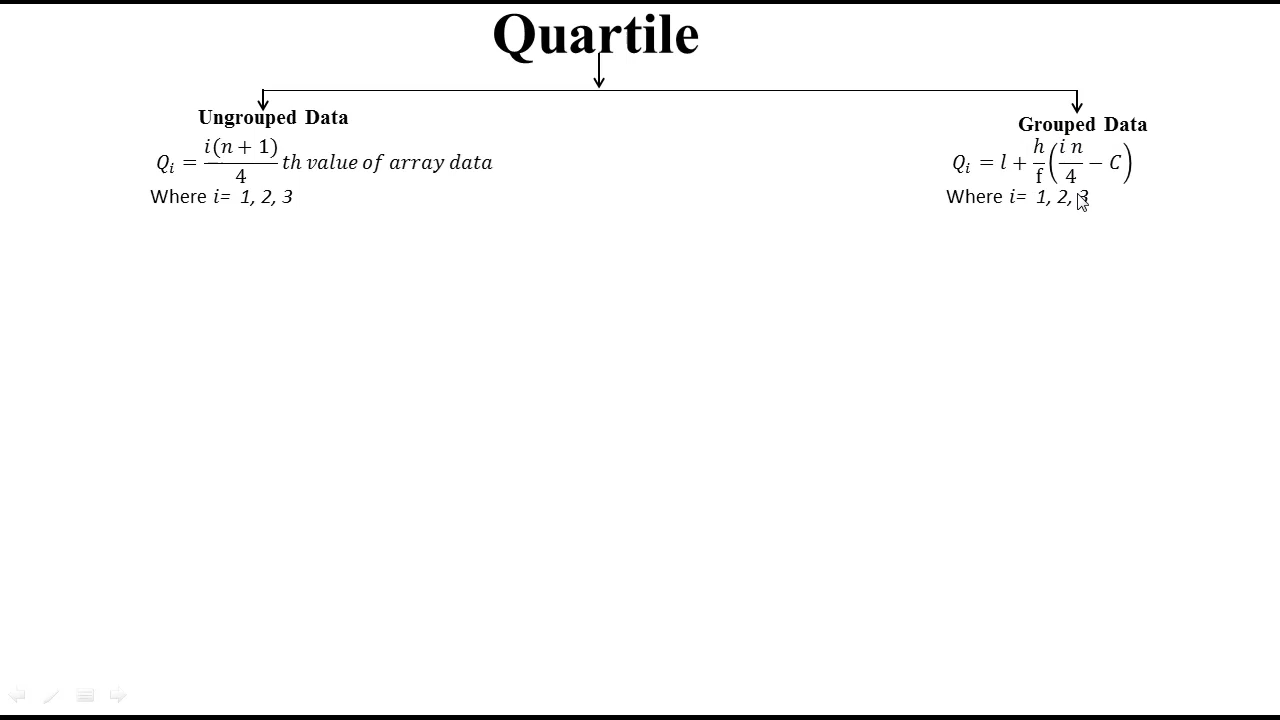 Quartile
Ungrouped Data
Q_i = i(n + 1)/4 th value of array data
Where i= 1, 2, 3
Grouped Data
Q_i = l + h/f (i n/4 − C)
Where i= 1, 2, 3